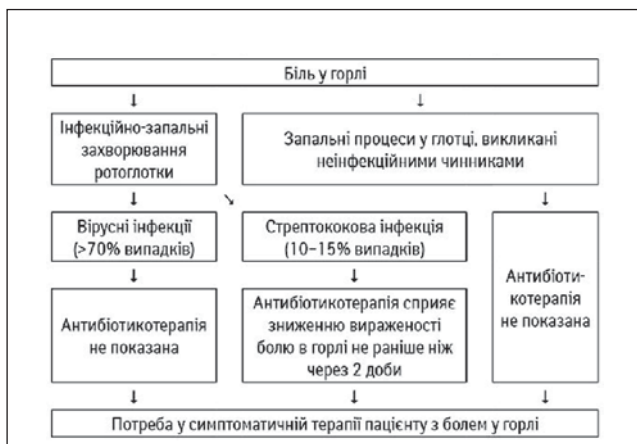 Біль у горлі
↓ ↓
Інфекційно-запальні
захворювання
ротоглотки
Запальні процеси у глотці, викликані
неінфекційними чинниками
↓ ↘ ↓
Вірусні інфекції
(>70% випадків)
Стрептококова інфекція
(10–15% випадків)
↓ ↓
Антибіотикотерапія
не показана
Антибіотикотерапія сприяє
зниженню вираженості
болю в горлі не раніше ніж
через 2 доби
Антибіоти-
котерапія
не показана
↓ ↓ ↓
Потреба у симптоматичній терапії пацієнту з болем у горлі